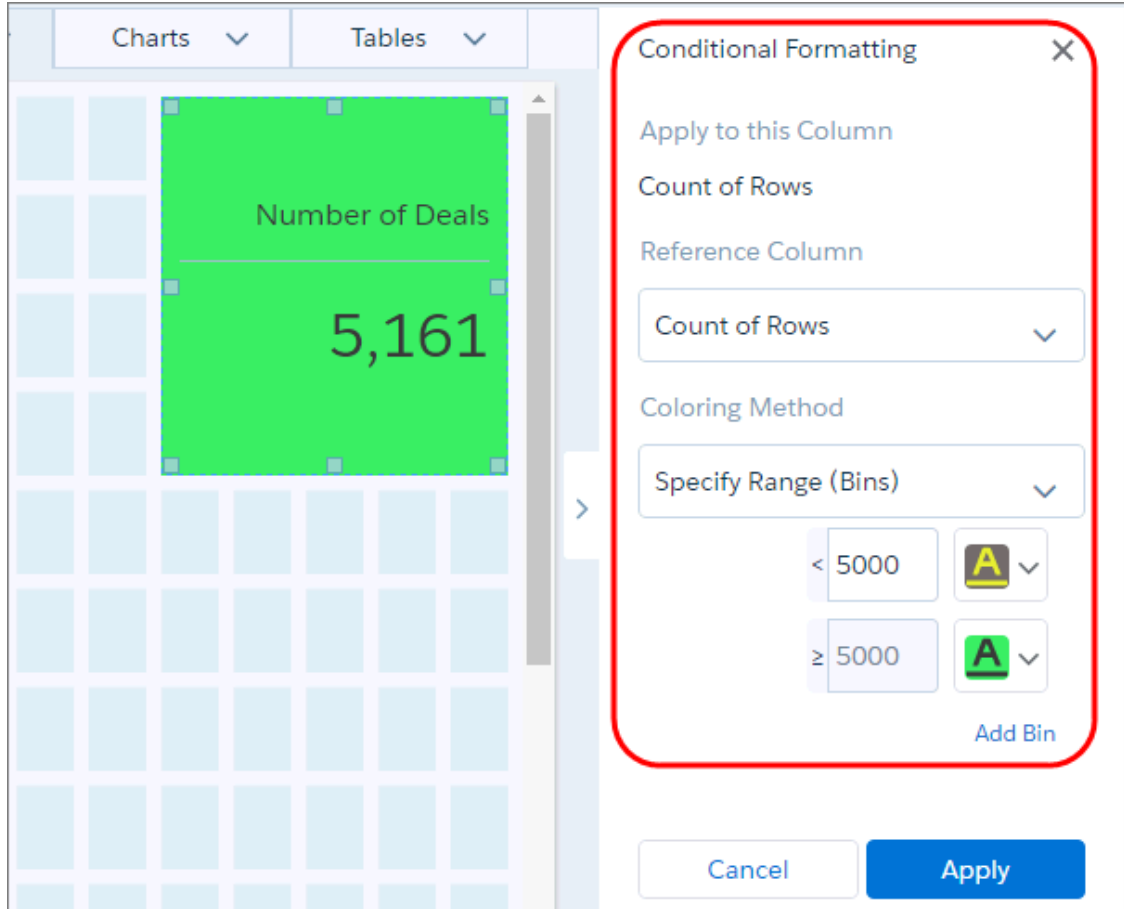 Charts
Tables
Number of Deals
5,161
Conditional Formatting
Apply to this Column
Count of Rows
Reference Column
Count of Rows
Coloring Method
Specify Range (Bins)
< 5000 A
≥ 5000 A
Add Bin
Cancel
Apply